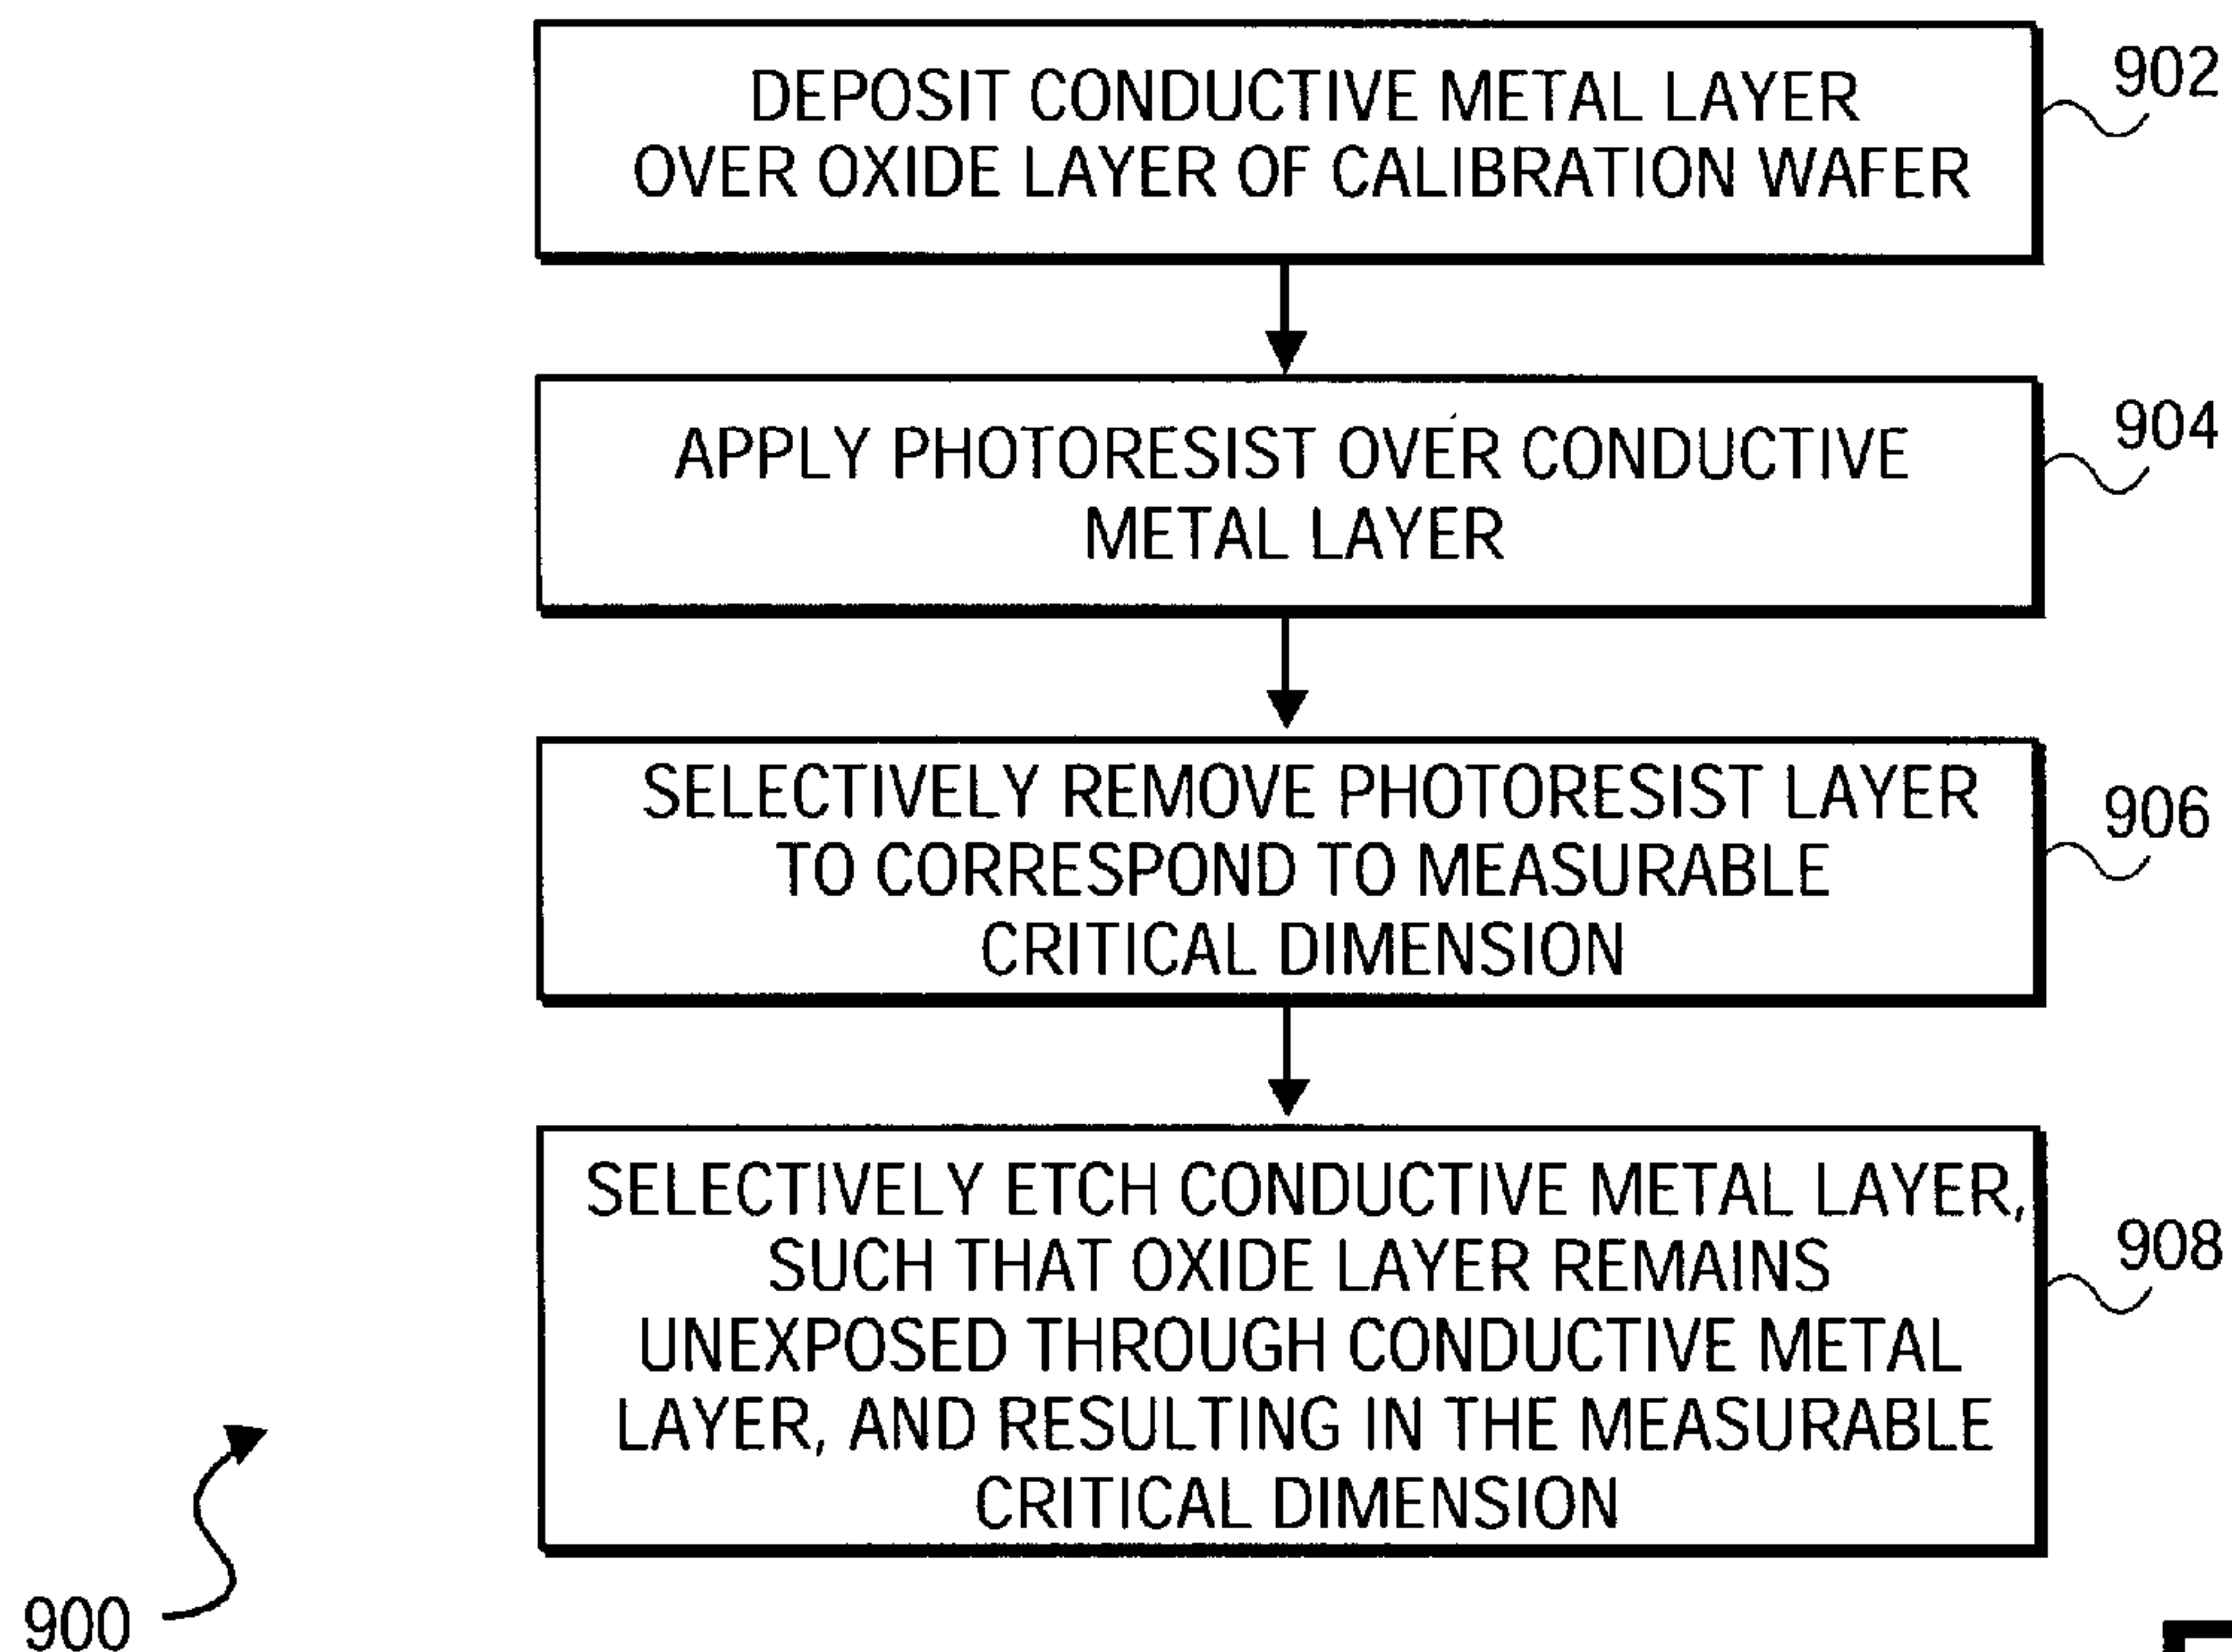 DEPOSIT CONDUCTIVE METAL LAYER
OVER OXIDE LAYER OF CALIBRATION WAFER
902
APPLY PHOTORESIST OVER CONDUCTIVE
METAL LAYER
904
SELECTIVELY REMOVE PHOTORESIST LAYER
TO CORRESPOND TO MEASURABLE
CRITICAL DIMENSION
906
SELECTIVELY ETCH CONDUCTIVE METAL LAYER,
SUCH THAT OXIDE LAYER REMAINS
UNEXPOSED THROUGH CONDUCTIVE METAL
LAYER, AND RESULTING IN THE MEASURABLE
CRITICAL DIMENSION
908
900